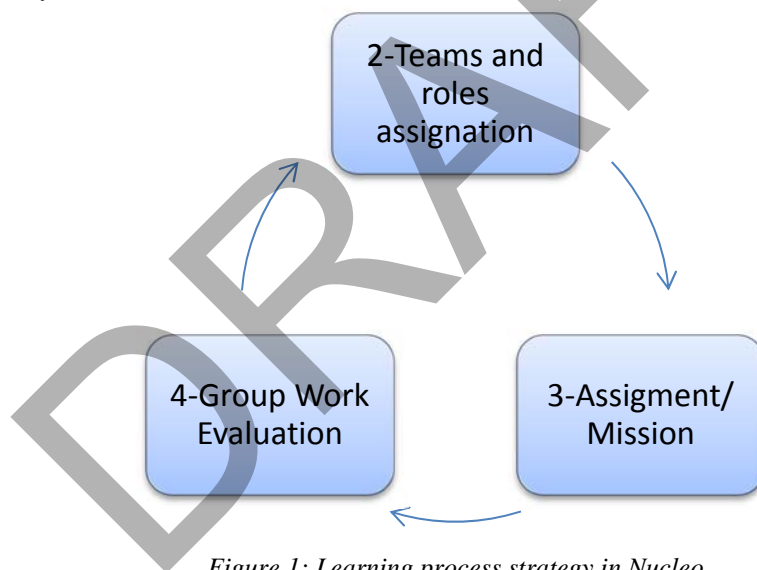 2-Teams and
roles
assignation
4-Group Work
Evaluation
3-Assigment/
Mission
Figure 1: Learning process strategy in Nucleo
DRAF